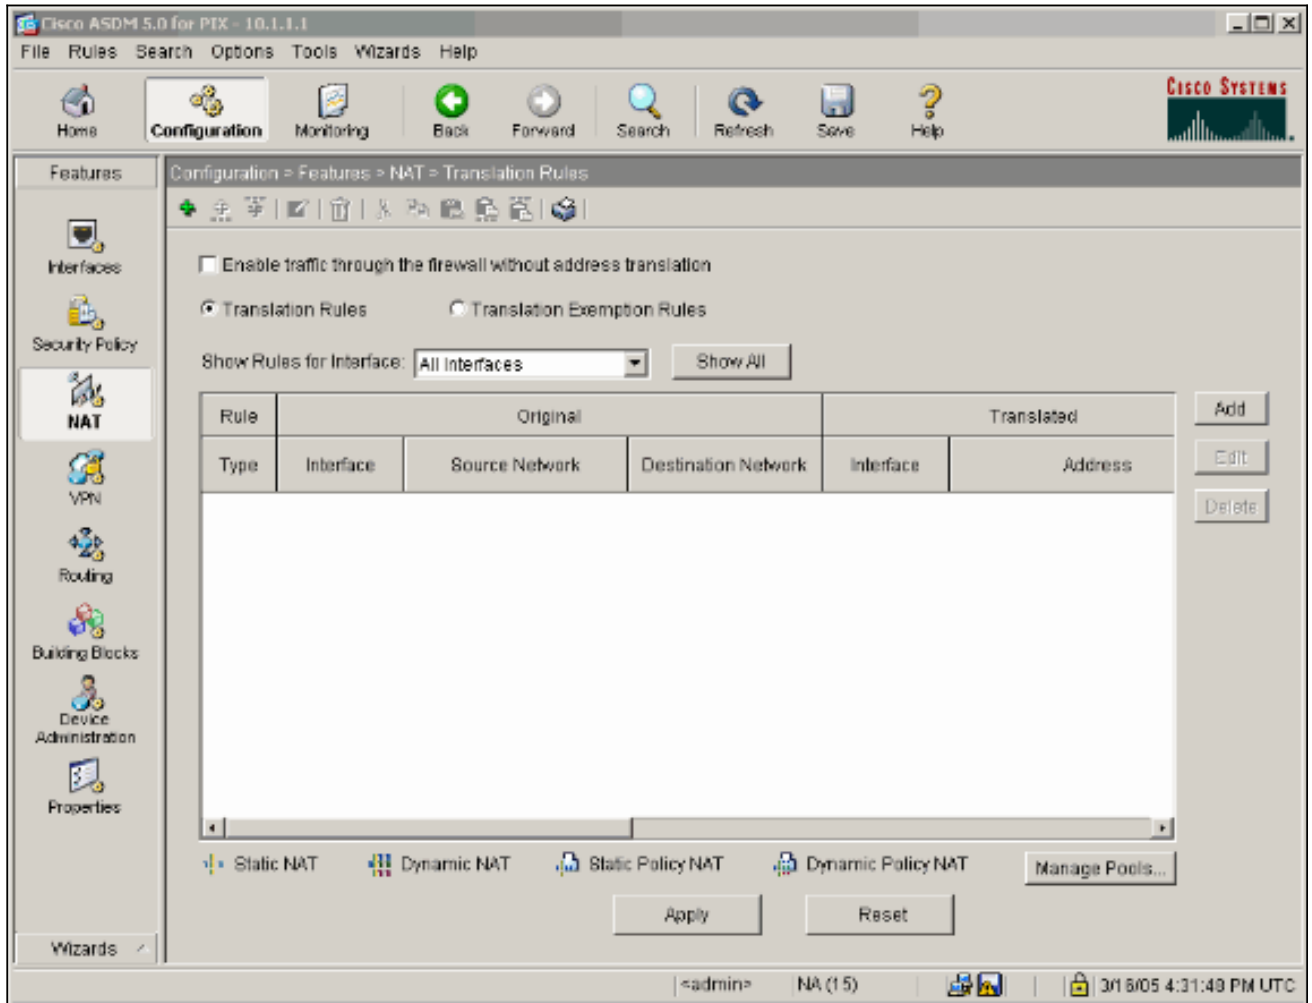 Cisco ASDM 5.0 for PIX - 10.1.1.1
File Rules Search Options Tools Wizards Help
Home Configuration Monitoring Back Forward Search Refresh Save Help
CISCO SYSTEMS
Features
Configuration > Features > NAT > Translation Rules
Interfaces
Security Policy
NAT
VPN
Routing
Building Blocks
Device
Administration
Properties
Wizards
Enable traffic through the firewall without address translation
Translation Rules Translation Exemption Rules
Show Rules for Interface: All Interfaces Show All
Rule Original Translated
Type Interface Source Network Destination Network Interface Address
Add
Edit
Delete
Static NAT Dynamic NAT Static Policy NAT Dynamic Policy NAT Manage Pools...
Apply Reset
<admin> NA (15) 3/16/05 4:31:48 PM UTC